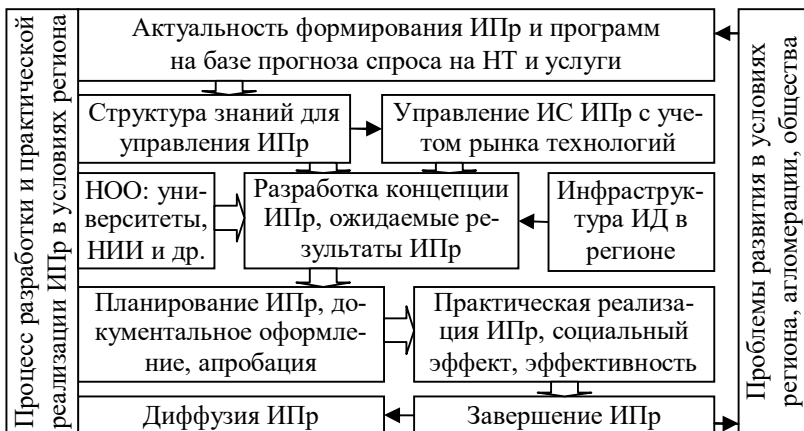 Процесс разработки и практической
реализации ИПр в условиях региона
Актуальность формирования ИПр и программ
на базе прогноза спроса на НТ и услуги
Структура знаний для
управления ИПр
Управление ИС ИПр с уче-
том рынка технологий
НОО: уни-
верситеты,
НИИ и др.
Разработка концепции
ИПр, ожидаемые ре-
зультаты ИПр
Инфраструк-
тура ИД в
регионе
Планирование ИПр, до-
кументальное оформле-
ние, апробация
Практическая реализа-
ция ИПр, социальный
эффект, эффективность
Диффузия ИПр
Завершение ИПр
Проблемы развития в условиях
региона, агломерации, общества